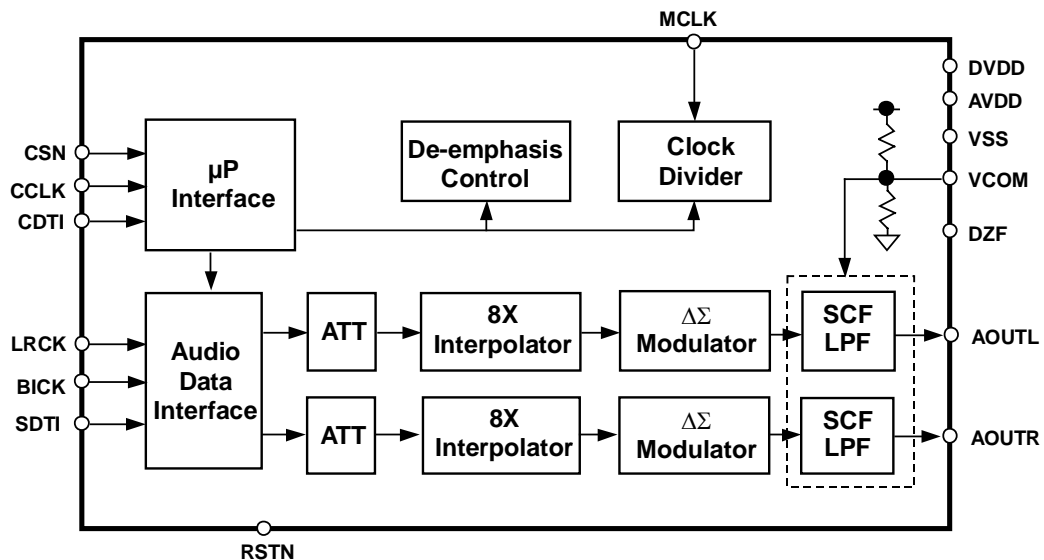 MCLK
DVDD
AVDD
VSS
VCOM
DZF
CSN
CCLK
CDTI
µP
Interface
De-emphasis
Control
Clock
Divider
LRCK
BICK
SDTI
Audio
Data
Interface
ATT
8X
Interpolator
ΔΣ
Modulator
SCF
LPF
AOUTL
ATT
8X
Interpolator
ΔΣ
Modulator
SCF
LPF
AOUTR
RSTN